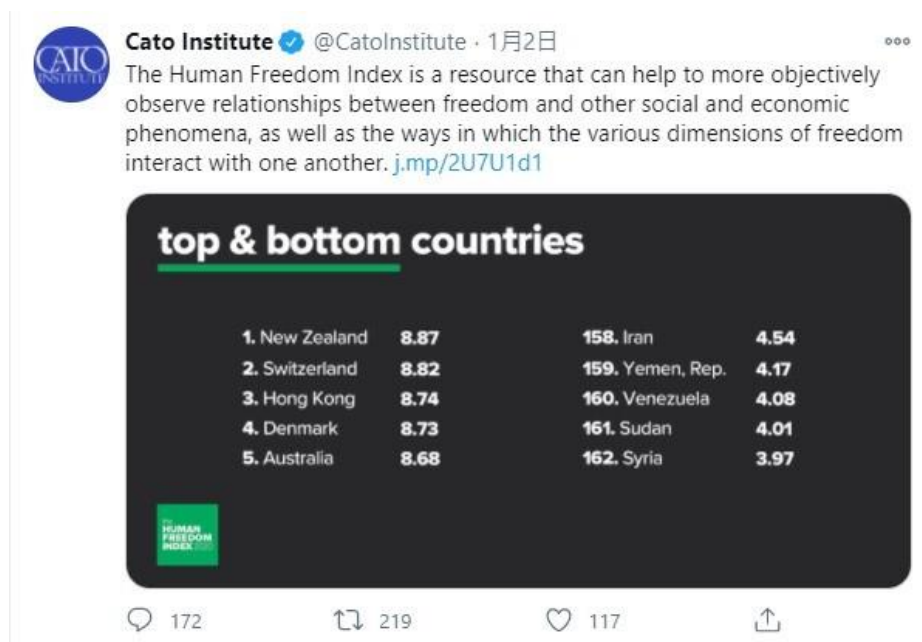 Cato Institute @CatoInstitute · 1月2日
The Human Freedom Index is a resource that can help to more objectively
observe relationships between freedom and other social and economic
phenomena, as well as the ways in which the various dimensions of freedom
interact with one another. j.mp/2U7U1d1
CATO
INSTITUTE
top & bottom countries
1. New Zealand 8.87
2. Switzerland 8.82
3. Hong Kong 8.74
4. Denmark 8.73
5. Australia 8.68
158. Iran 4.54
159. Yemen, Rep. 4.17
160. Venezuela 4.08
161. Sudan 4.01
162. Syria 3.97
HUMAN
FREEDOM
INDEX
172 219 117